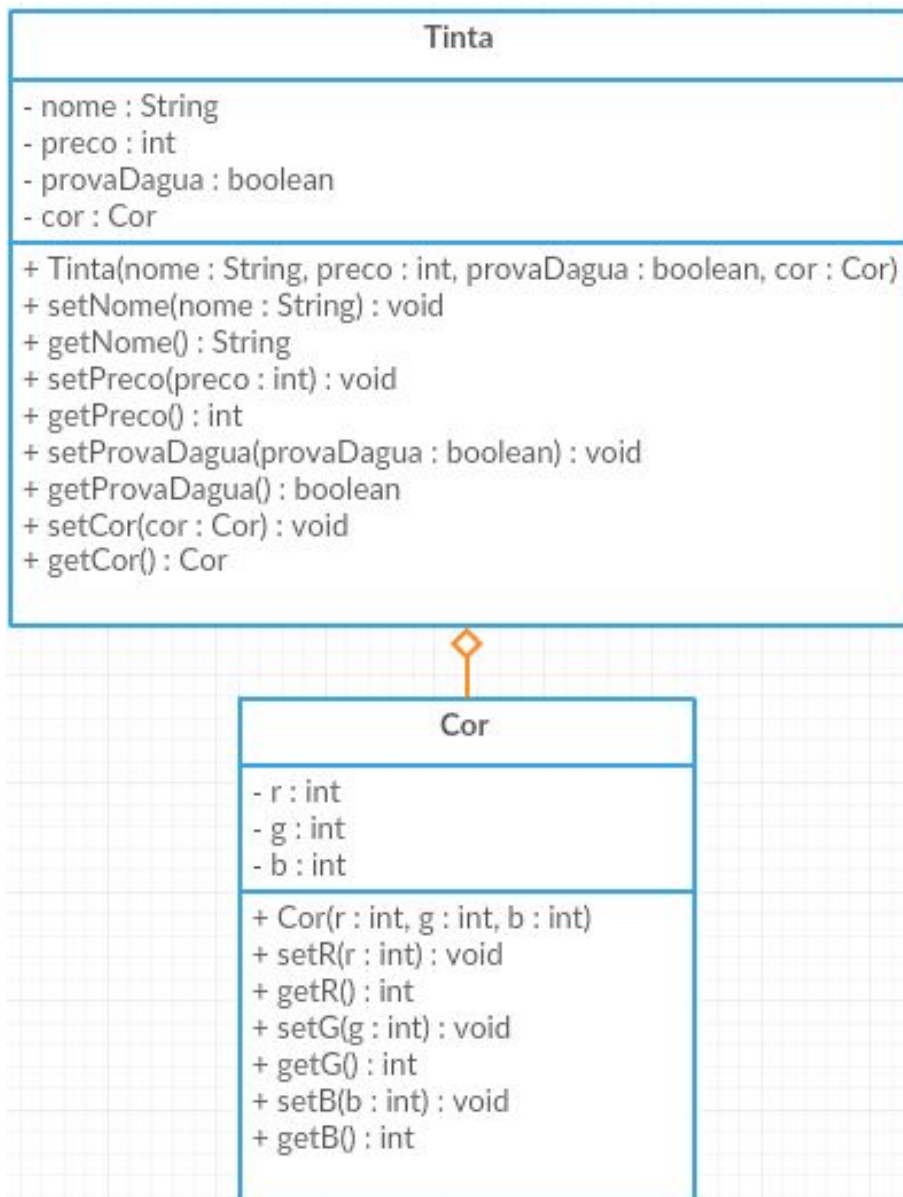 Tinta
- nome : String
- preco : int
- provaDagua : boolean
- cor : Cor
+ Tinta(nome : String, preco : int, provaDagua : boolean, cor : Cor)
+ setNome(nome : String) : void
+ getNome() : String
+ setPreco(preco : int) : void
+ getPreco() : int
+ setProvaDagua(provaDagua : boolean) : void
+ getProvaDagua() : boolean
+ setCor(cor : Cor) : void
+ getCor() : Cor
Cor
- r : int
- g : int
- b : int
+ Cor(r : int, g : int, b : int)
+ setR(r : int) : void
+ getR() : int
+ setG(g : int) : void
+ getG() : int
+ setB(b : int) : void
+ getB() : int